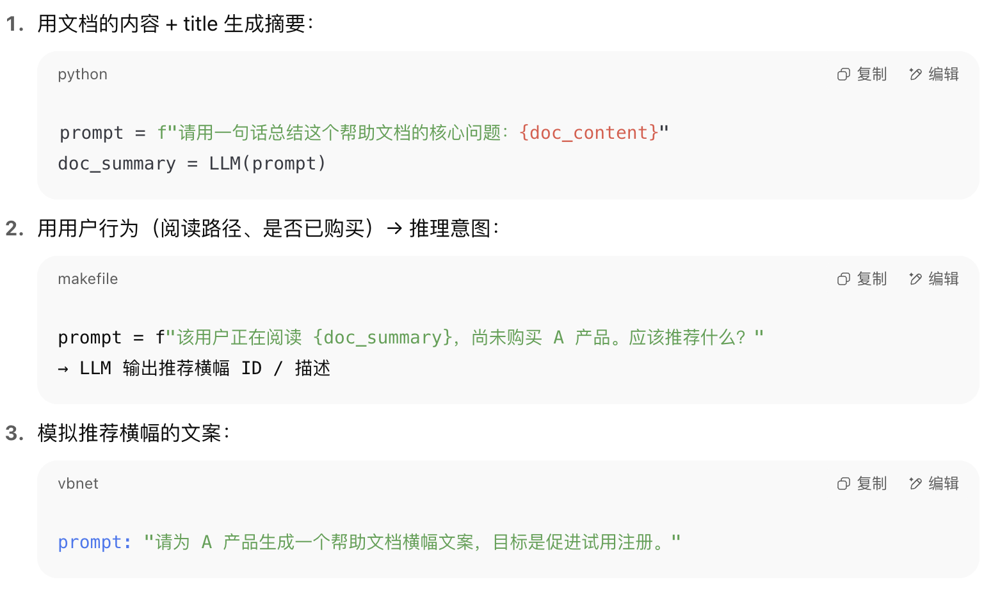 1. 用文档的内容 + title 生成摘要：
python
复制 编辑
prompt = f"请用一句话总结这个帮助文档的核心问题：{doc_content}"
doc_summary = LLM(prompt)
2. 用用户行为（阅读路径、是否已购买）→ 推理意图：
makefile
复制 编辑
prompt = f"该用户正在阅读 {doc_summary}，尚未购买 A 产品。应该推荐什么？"
→ LLM 输出推荐横幅 ID / 描述
3. 模拟推荐横幅的文案：
vbnet
复制 编辑
prompt: "请为 A 产品生成一个帮助文档横幅文案，目标是促进试用注册。"